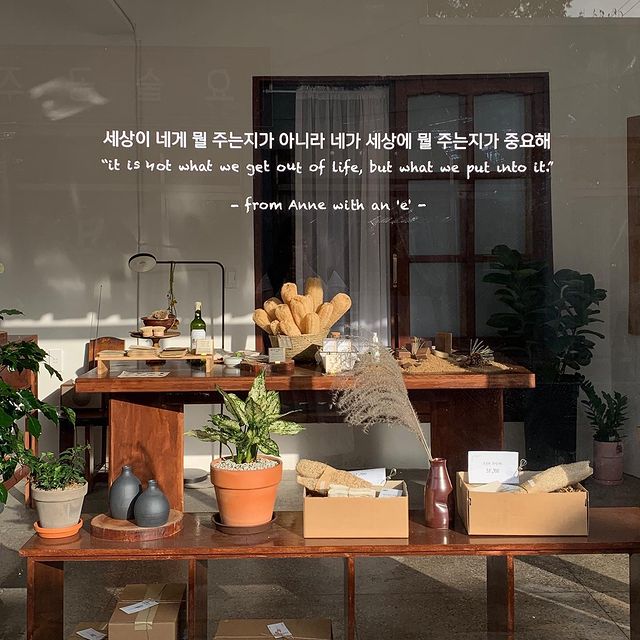 세상이 네게 뭘 주는지가 아니라 네가 세상에 뭘 주는지가 중요해
"it is not what we get out of life, but what we put into it."
- from Anne with an 'e' -